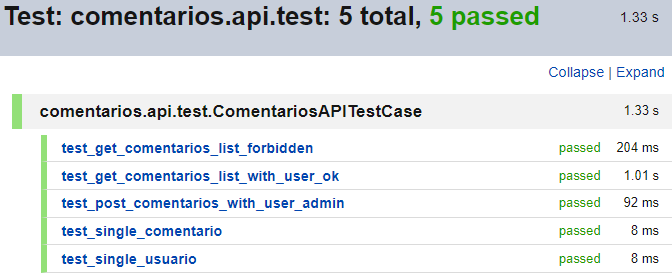 Test: comentarios.api.test: 5 total, 5 passed 1.33 s
Collapse | Expand
comentarios.api.test.ComentariosAPITestCase 1.33 s
test_get_comentarios_list_forbidden passed 204 ms
test_get_comentarios_list_with_user_ok passed 1.01 s
test_post_comentarios_with_user_admin passed 92 ms
test_single_comentario passed 8 ms
test_single_usuario passed 8 ms